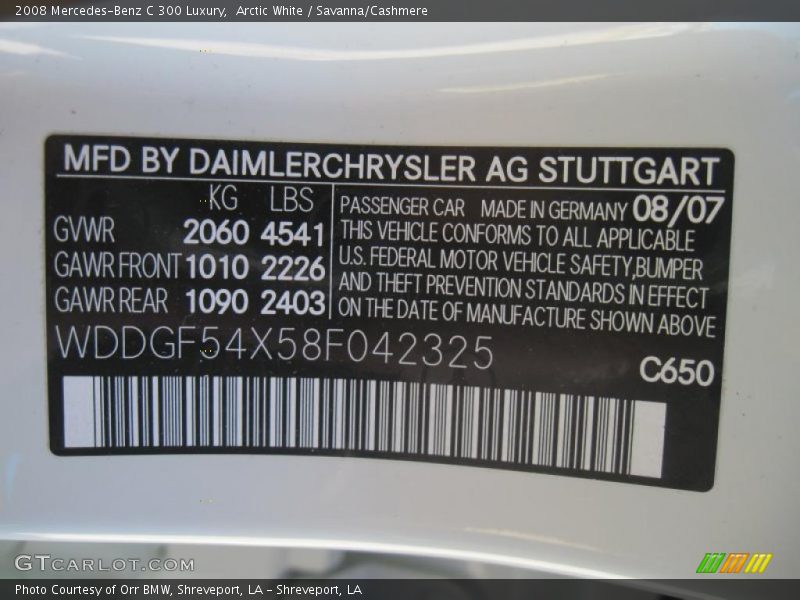 2008 Mercedes-Benz C 300 Luxury,  Arctic White / Savanna/Cashmere
MFD BY DAIMLERCHRYSLER AG STUTTGART
KG LBS
GVWR 2060 4541
GAWR FRONT 1010 2226
GAWR REAR 1090 2403
PASSENGER CAR MADE IN GERMANY 08/07
THIS VEHICLE CONFORMS TO ALL APPLICABLE
U.S. FEDERAL MOTOR VEHICLE SAFETY,BUMPER
AND THEFT PREVENTION STANDARDS IN EFFECT
ON THE DATE OF MANUFACTURE SHOWN ABOVE
WDDGF54X58F042325
C650
GTCARLOT.COM
Photo Courtesy of Orr BMW, Shreveport, LA - Shreveport, LA